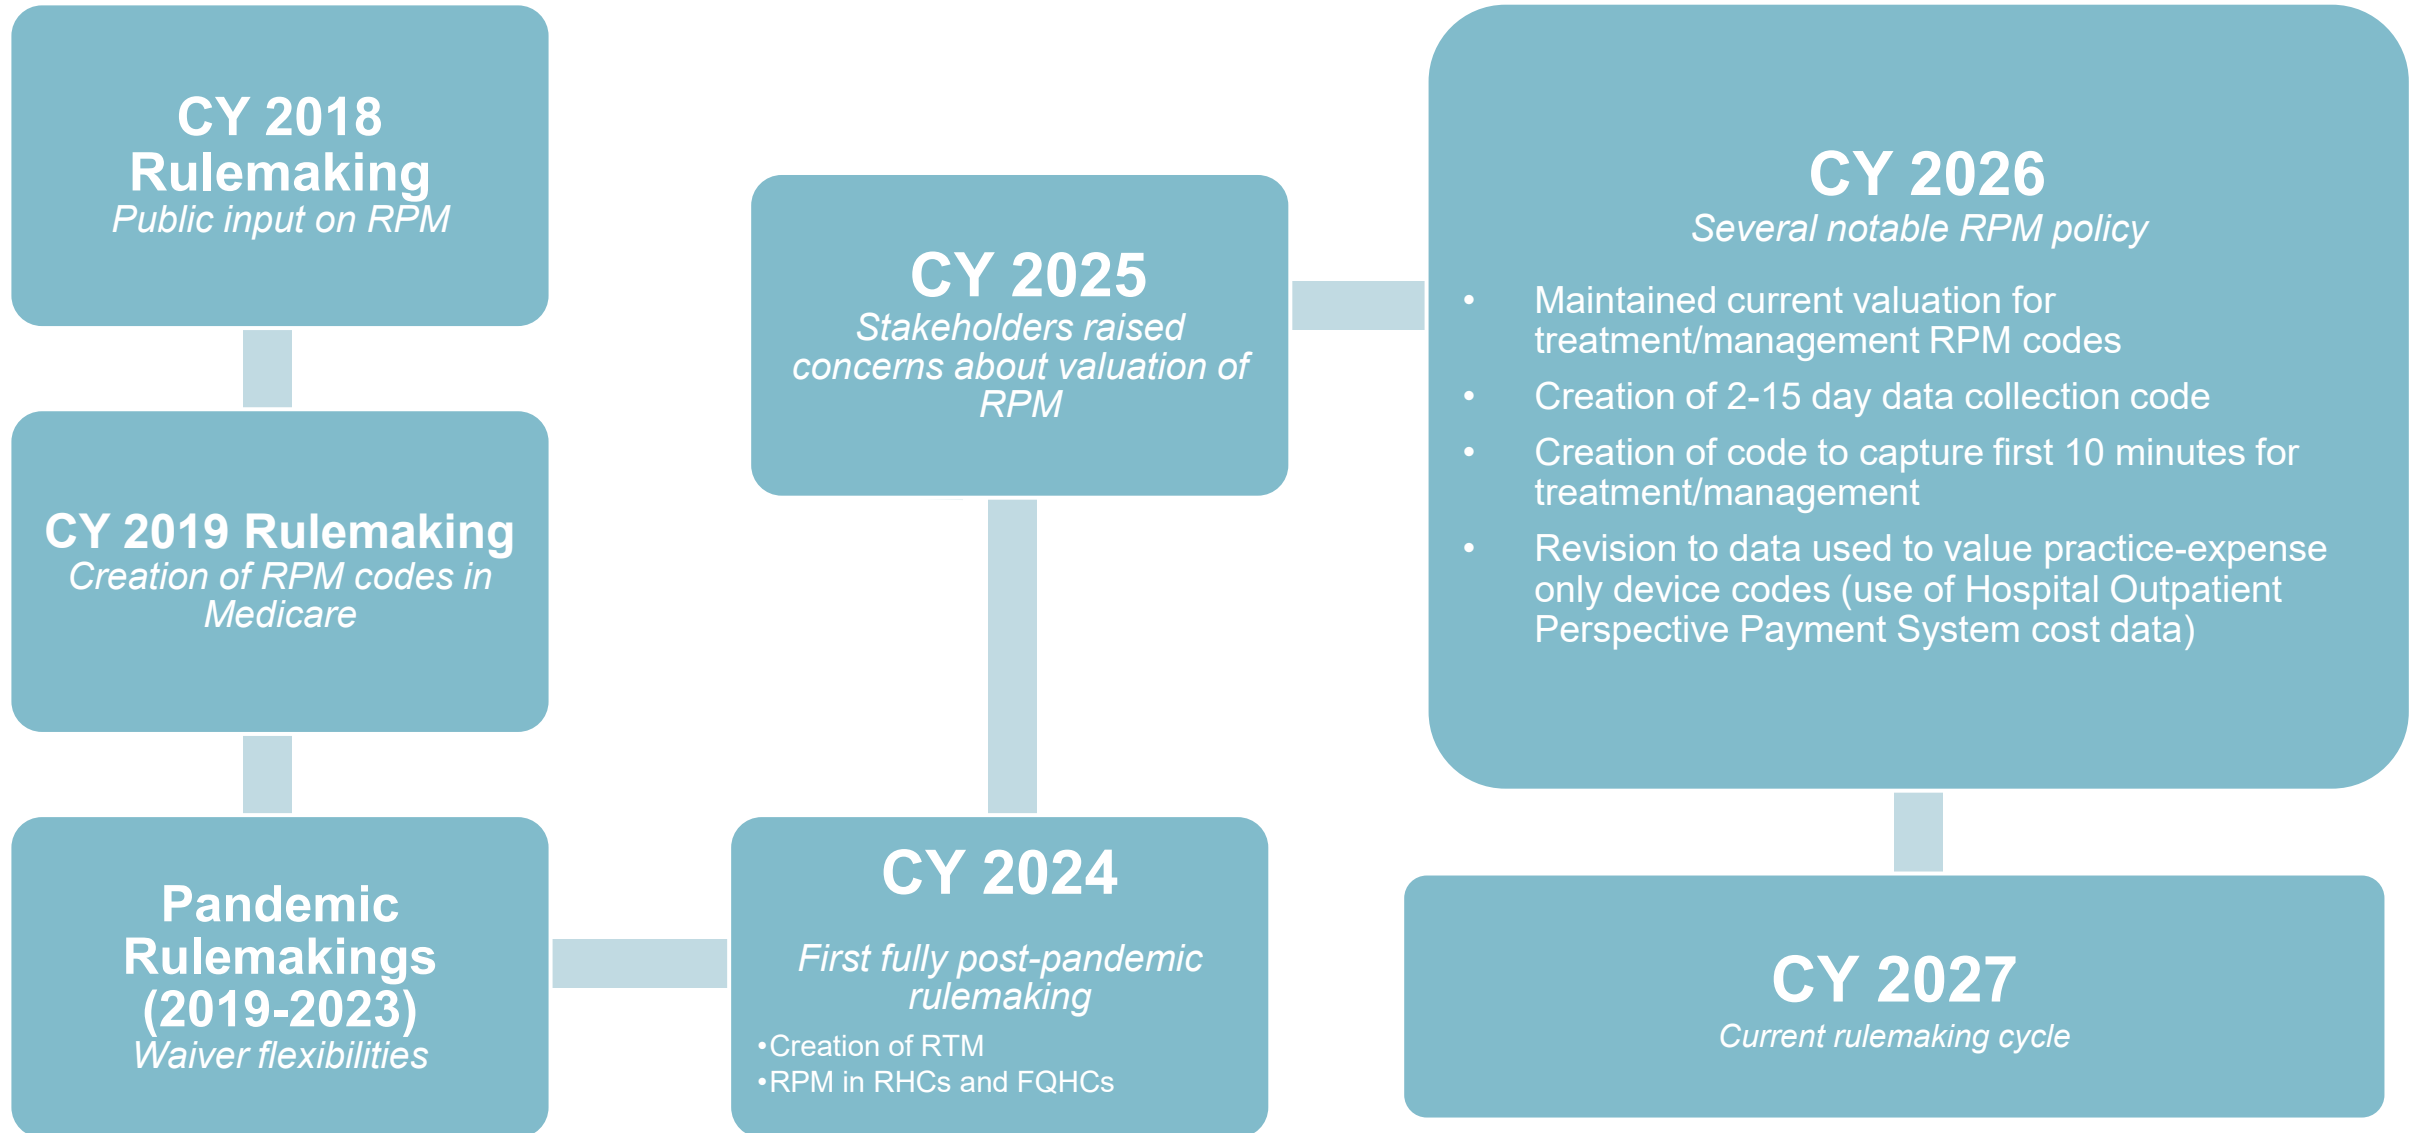 CY 2018
Rulemaking
Public input on RPM
CY 2019 Rulemaking
Creation of RPM codes in
Medicare
Pandemic
Rulemakings
(2019-2023)
Waiver flexibilities
CY 2024
First fully post-pandemic
rulemaking
•Creation of RTM
•RPM in RHCs and FQHCs
CY 2025
Stakeholders raised
concerns about valuation of
RPM
CY 2026
Several notable RPM policy
• Maintained current valuation for
treatment/management RPM codes
• Creation of 2-15 day data collection code
• Creation of code to capture first 10 minutes for
treatment/management
• Revision to data used to value practice-expense
only device codes (use of Hospital Outpatient
Perspective Payment System cost data)
CY 2027
Current rulemaking cycle